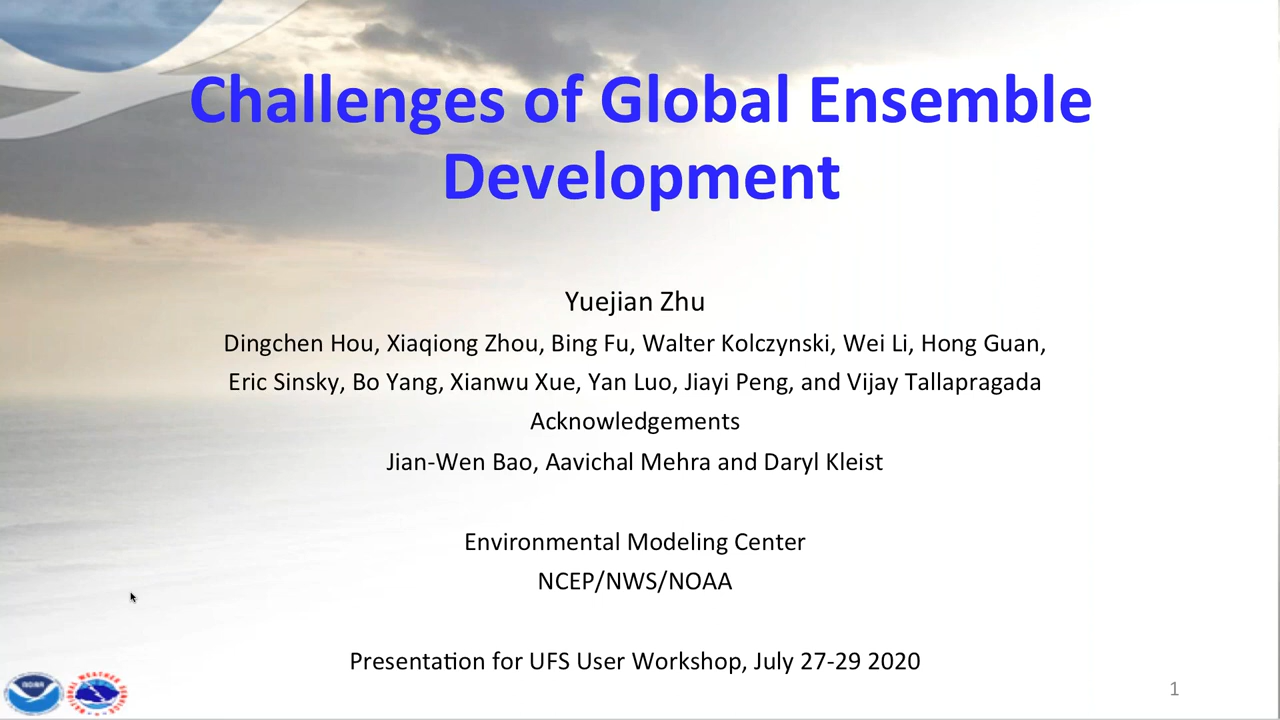 Challenges of Global Ensemble
Development
Yuejian Zhu
Dingchen Hou, Xiaqiong Zhou, Bing Fu, Walter Kolczynski, Wei Li, Hong Guan,
Eric Sinsky, Bo Yang, Xianwu Xue, Yan Luo, Jiayi Peng, and Vijay Tallapragada
Acknowledgements
Jian-Wen Bao, Aavichal Mehra and Daryl Kleist
Environmental Modeling Center
NCEP/NWS/NOAA
Presentation for UFS User Workshop, July 27-29 2020
1